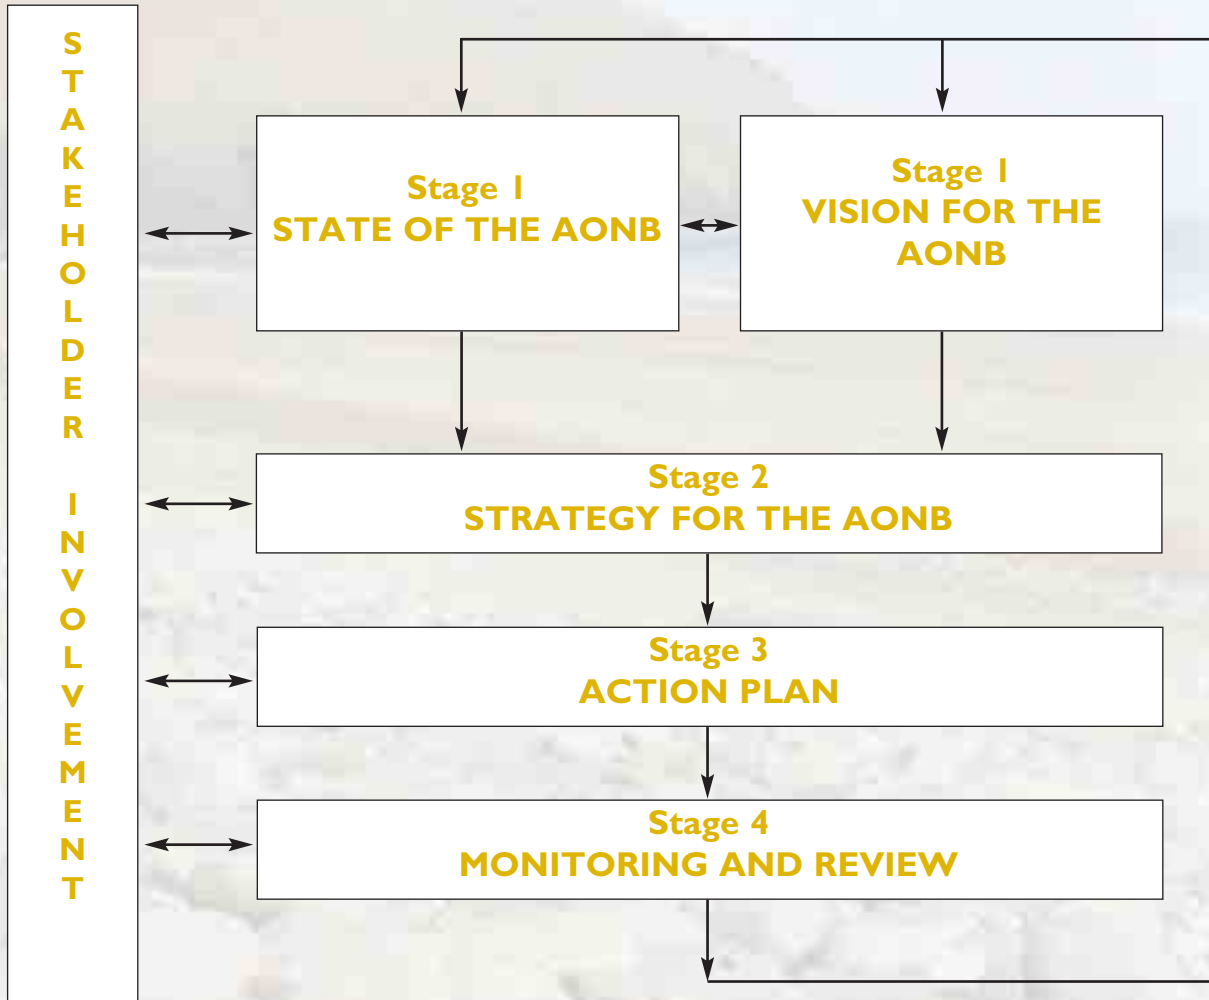 STAKEHOLDER INVOLVEMENT
Stage 1
STATE OF THE AONB
Stage 1
VISION FOR THE
AONB
Stage 2
STRATEGY FOR THE AONB
Stage 3
ACTION PLAN
Stage 4
MONITORING AND REVIEW